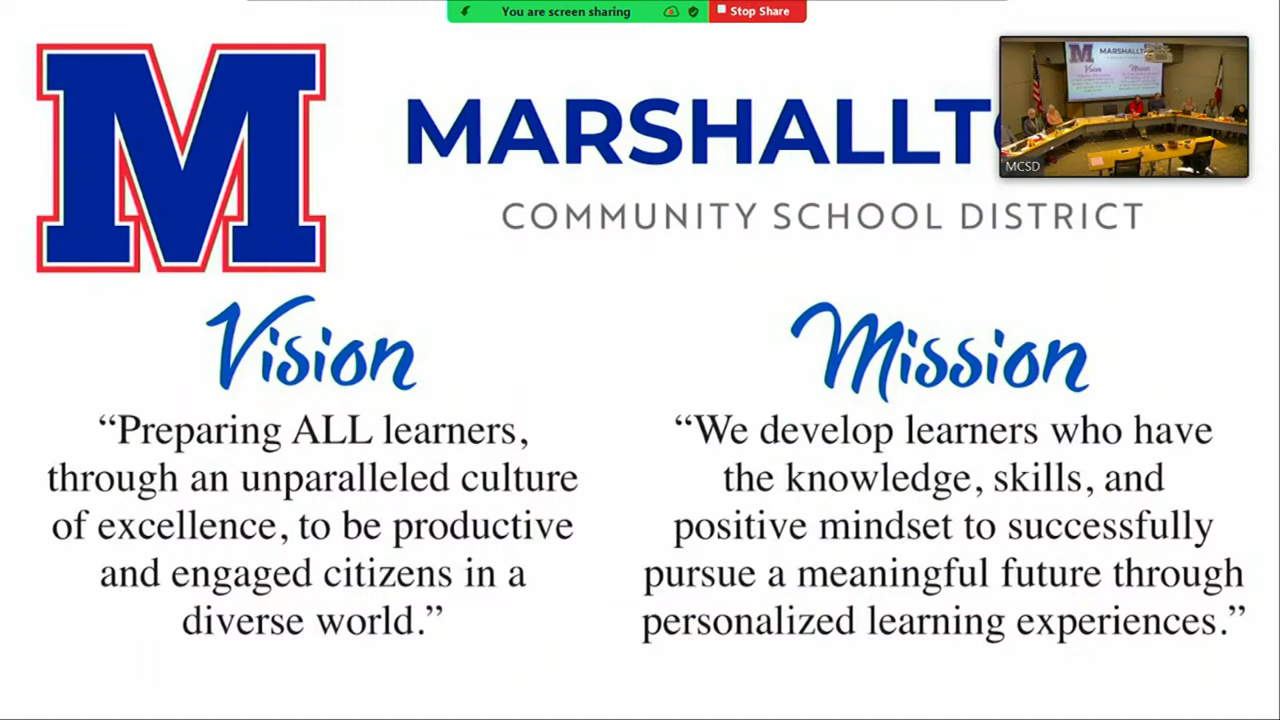 You are screen sharing
Stop Share
M
MARSHALLT
COMMUNITY SCHOOL DISTRICT
MCSD
Vision
“Preparing ALL learners,
through an unparalleled culture
of excellence, to be productive
and engaged citizens in a
diverse world.”
Mission
“We develop learners who have
the knowledge, skills, and
positive mindset to successfully
pursue a meaningful future through
personalized learning experiences.”